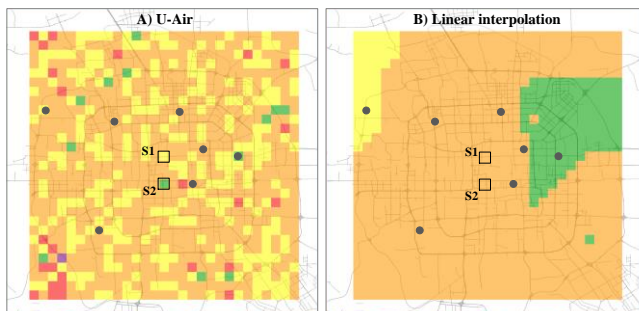 A) U-Air
B) Linear interpolation
S1
S2
S1
S2